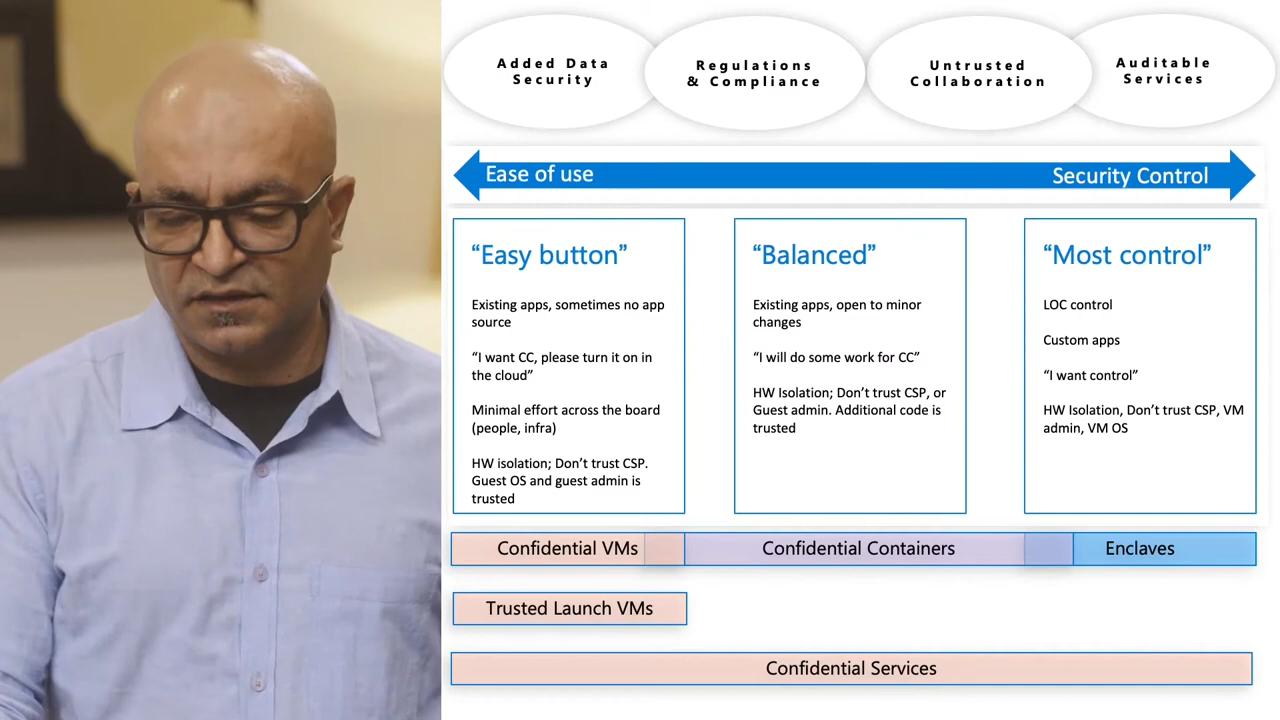 Added Data
Security
Regulations
& Compliance
Untrusted
Collaboration
Auditable
Services
Ease of use
Security Control
“Easy button”
Existing apps, sometimes no app
source
“I want CC, please turn it on in
the cloud”
Minimal effort across the board
(people, infra)
HW isolation; Don’t trust CSP.
Guest OS and guest admin is
trusted
“Balanced”
Existing apps, open to minor
changes
“I will do some work for CC”
HW Isolation; Don’t trust CSP, or
Guest admin. Additional code is
trusted
“Most control”
LOC control
Custom apps
“I want control”
HW Isolation, Don’t trust CSP, VM
admin, VM OS
Confidential VMs
Confidential Containers
Enclaves
Trusted Launch VMs
Confidential Services